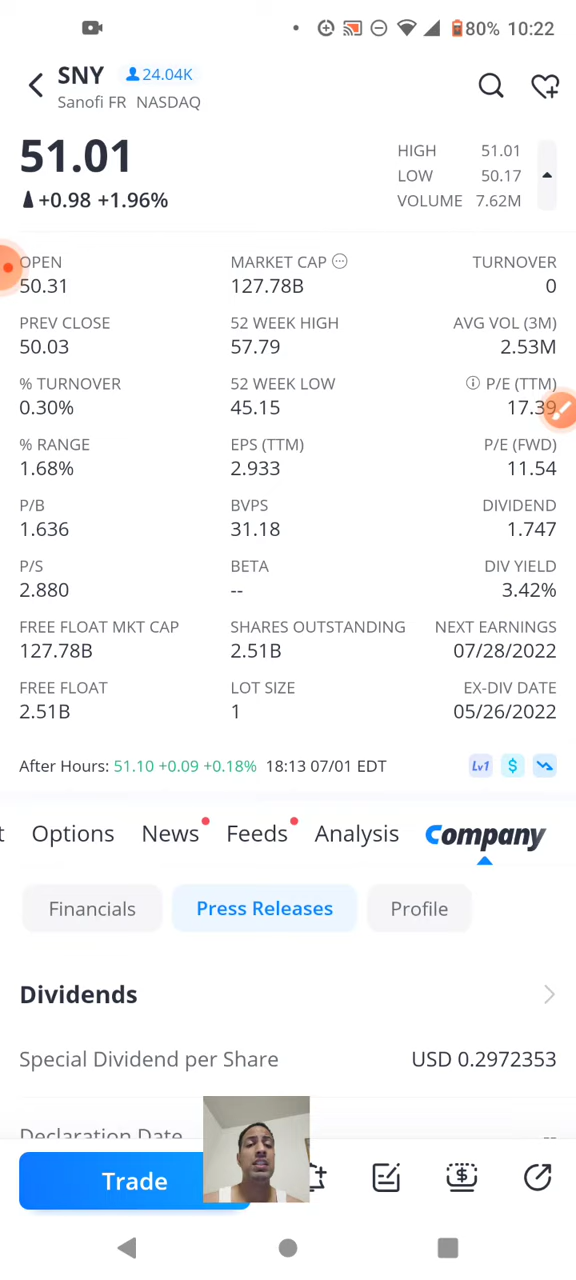 80% 10:22
SNY 24.04K
Sanofi FR NASDAQ
51.01
+0.98 +1.96%
HIGH 51.01
LOW 50.17
VOLUME 7.62M
OPEN MARKET CAP TURNOVER
50.31 127.78B 0
PREV CLOSE 52 WEEK HIGH AVG VOL (3M)
50.03 57.79 2.53M
% TURNOVER 52 WEEK LOW P/E (TTM)
0.30% 45.15 17.39
% RANGE EPS (TTM) P/E (FWD)
1.68% 2.933 11.54
P/B BVPS DIVIDEND
1.636 31.18 1.747
P/S BETA DIV YIELD
2.880 -- 3.42%
FREE FLOAT MKT CAP SHARES OUTSTANDING NEXT EARNINGS
127.78B 2.51B 07/28/2022
FREE FLOAT LOT SIZE EX-DIV DATE
2.51B 1 05/26/2022
After Hours: 51.10 +0.09 +0.18% 18:13 07/01 EDT Lv1 $
t Options News Feeds Analysis Company
Financials Press Releases Profile
Dividends
Special Dividend per Share USD 0.2972353
Declaration Date --
Trade